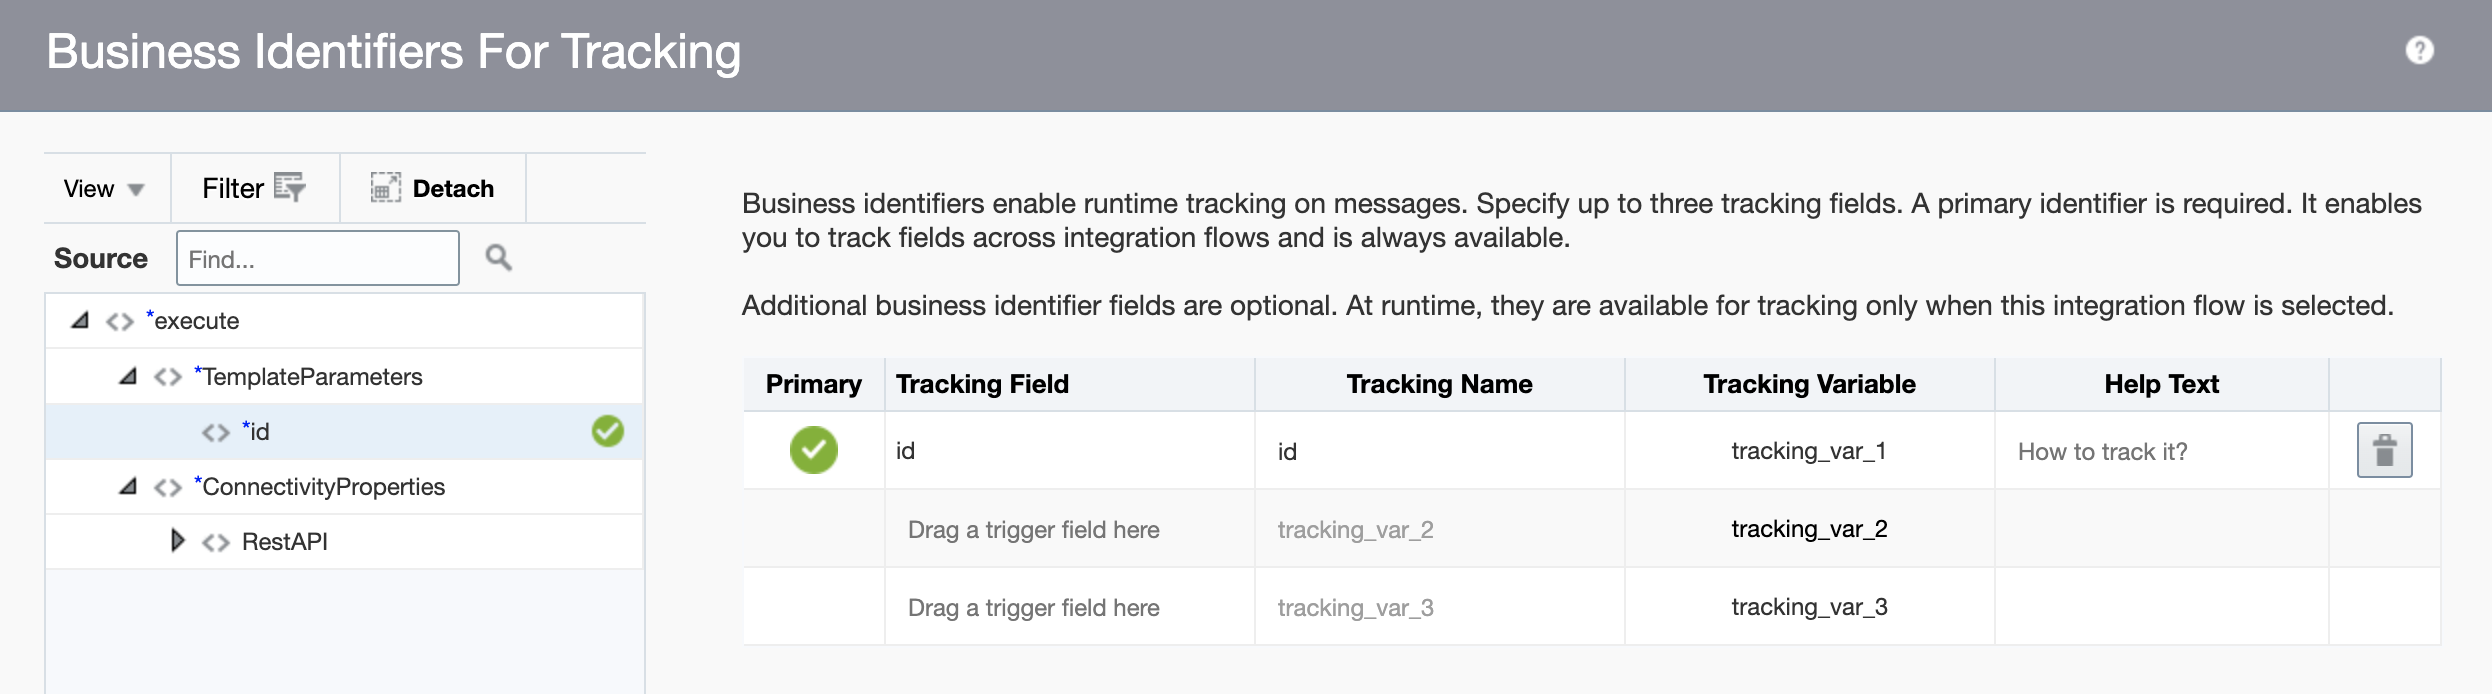 Business Identifiers For Tracking
View
Filter
Detach
Source
Find...
*execute
*TemplateParameters
*id
*ConnectivityProperties
RestAPI
Business identifiers enable runtime tracking on messages. Specify up to three tracking fields. A primary identifier is required. It enables
you to track fields across integration flows and is always available.
Additional business identifier fields are optional. At runtime, they are available for tracking only when this integration flow is selected.
Primary Tracking Field Tracking Name Tracking Variable Help Text
id id tracking_var_1 How to track it?
Drag a trigger field here tracking_var_2 tracking_var_2
Drag a trigger field here tracking_var_3 tracking_var_3